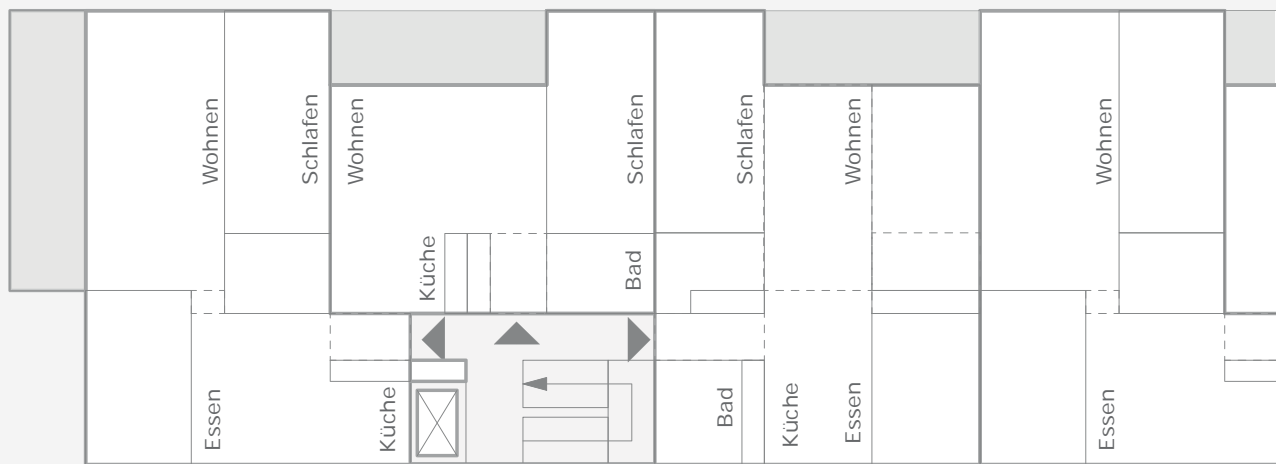 Wohnen
Schlafen
Wohnen
Schlafen
Schlafen
Wohnen
Wohnen
Küche
Bad
Essen
Küche
Bad
Küche
Essen
Essen